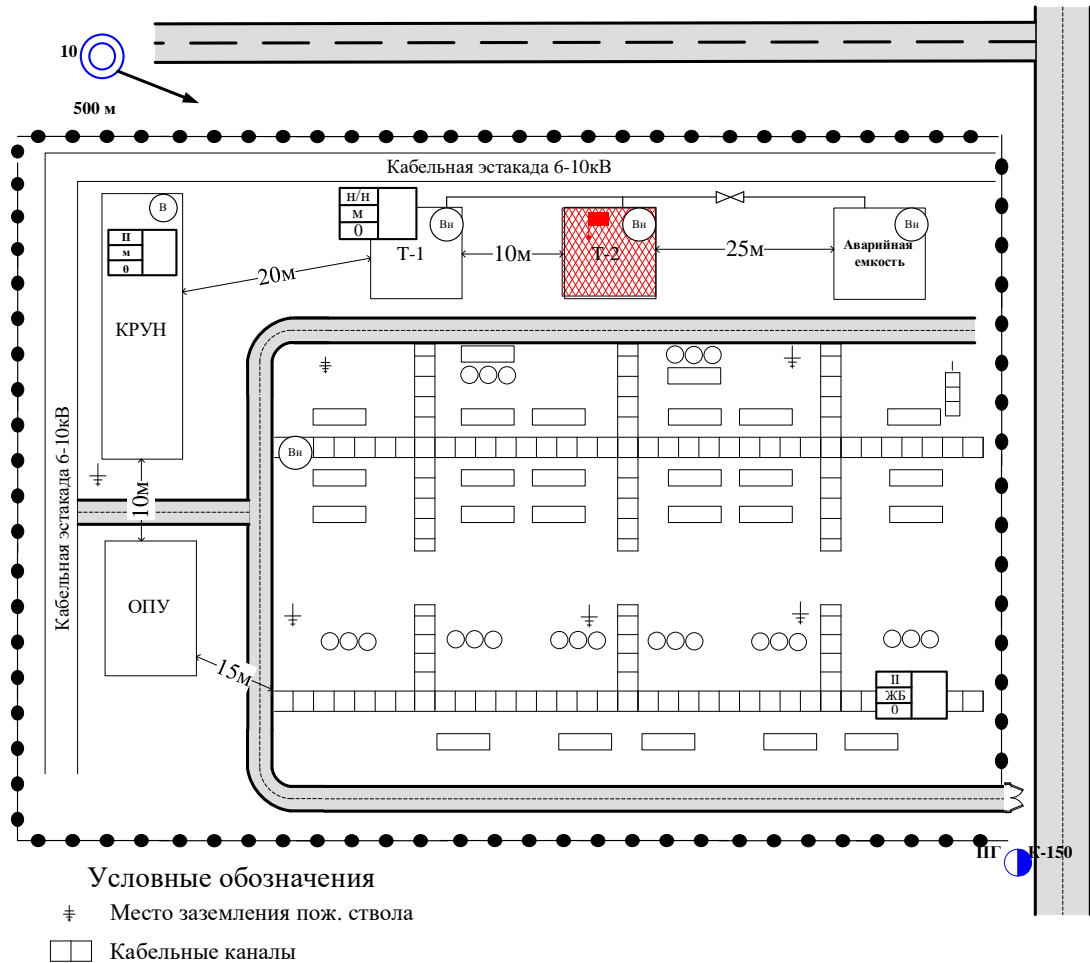 10
500 м
Кабельная эстакада 6-10кВ
В
II
м
0
КРУН
20м
н/н
м
0
Вн
Т-1
10м
Вн
Т-2
25м
Вн
Аварийная
емкость
Кабельная эстакада 6-10кВ
Вн
10м
ОПУ
15м
II
ЖБ
0
ПГ К-150
Условные обозначения
Место заземления пож. ствола
Кабельные каналы